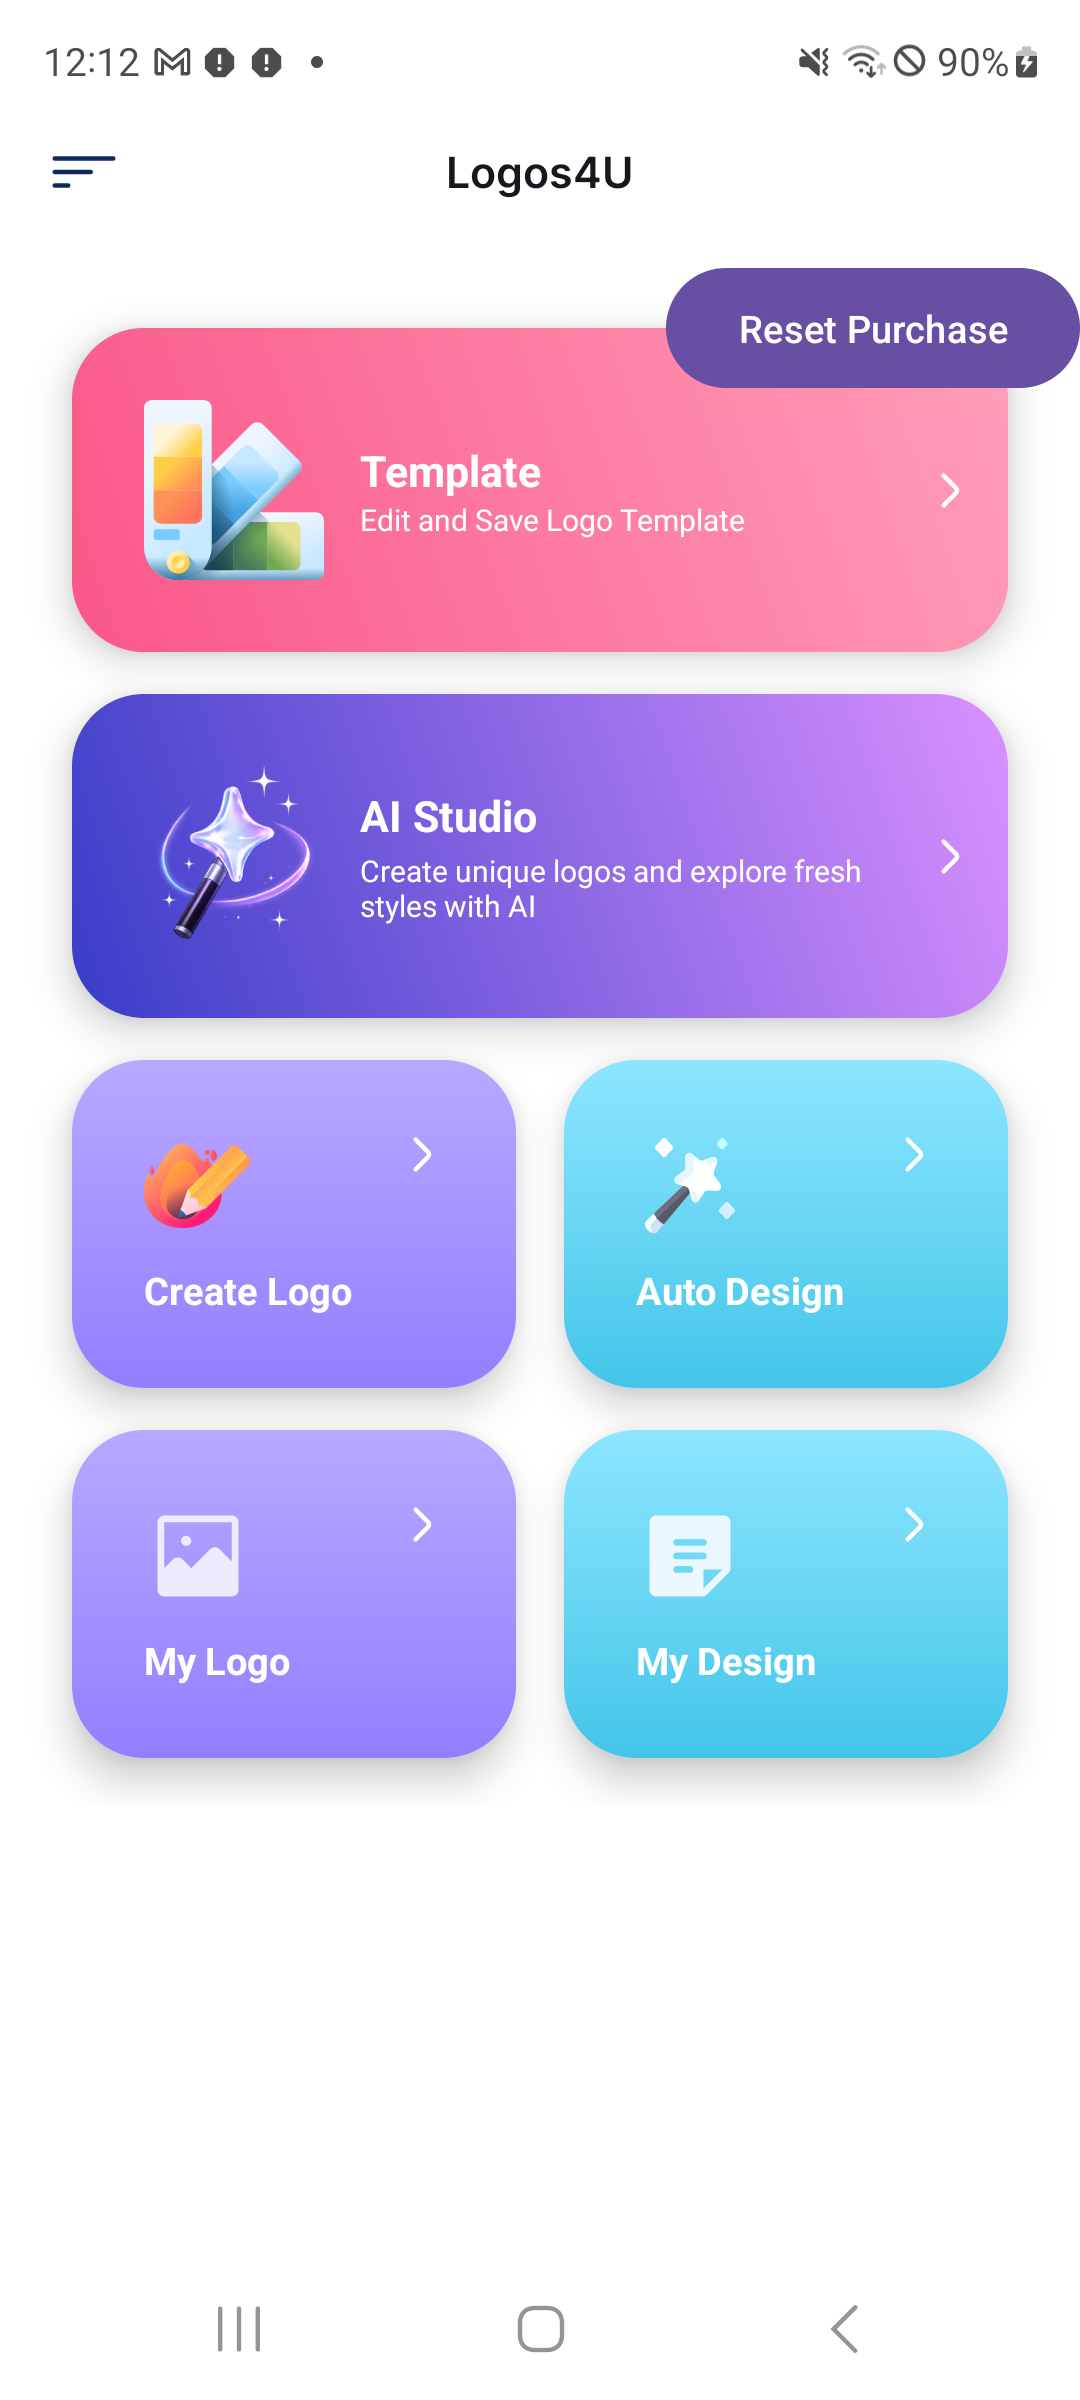 12:12
90%
Logos4U
Reset Purchase
Template
Edit and Save Logo Template
AI Studio
Create unique logos and explore fresh
styles with AI
Create Logo
Auto Design
My Logo
My Design